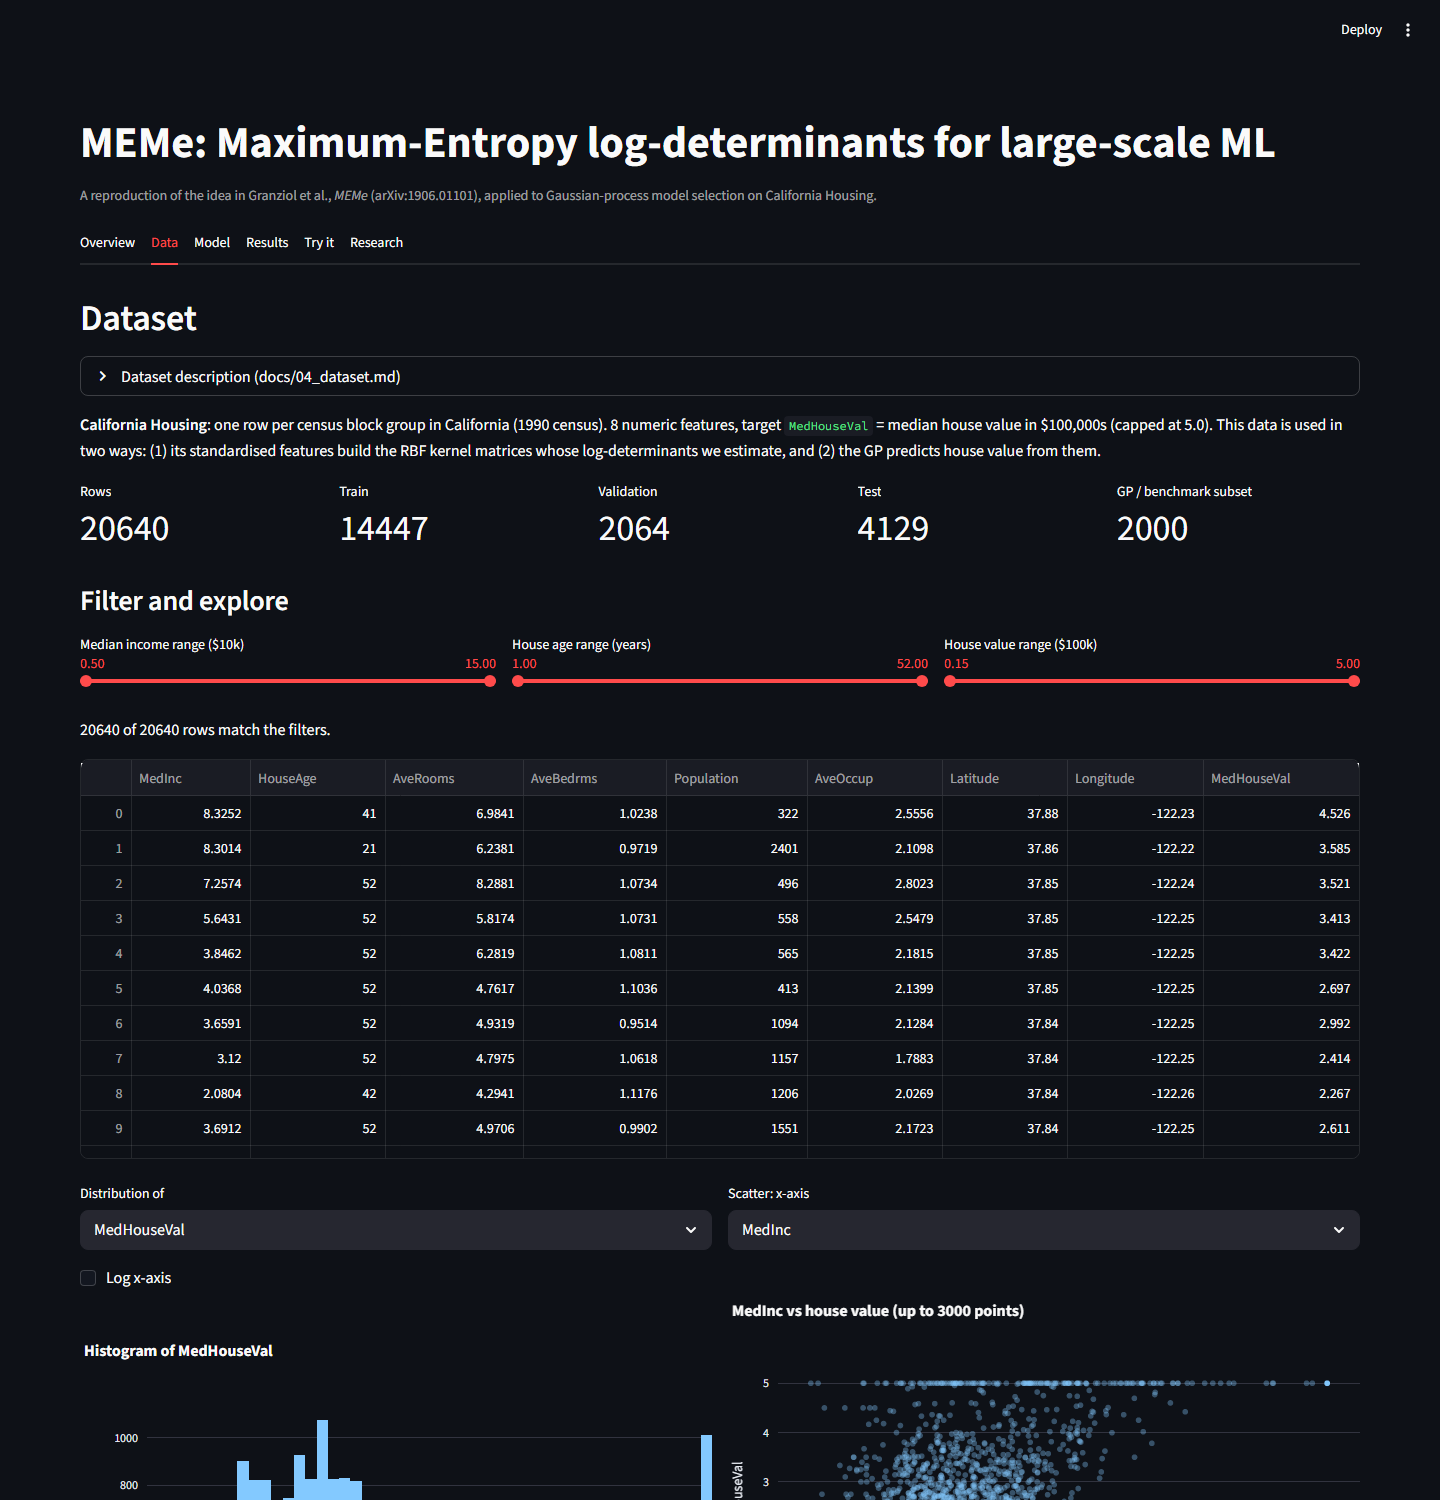 Deploy
MEMe: Maximum-Entropy log-determinants for large-scale ML
A reproduction of the idea in Granziol et al., MEMe (arXiv:1906.01101), applied to Gaussian-process model selection on California Housing.
Overview Data Model Results Try it Research
Dataset
Dataset description (docs/04_dataset.md)
California Housing: one row per census block group in California (1990 census). 8 numeric features, target MedHouseVal = median house value in $100,000s (capped at 5.0). This data is used in
two ways: (1) its standardised features build the RBF kernel matrices whose log-determinants we estimate, and (2) the GP predicts house value from them.
Rows Train Validation Test GP / benchmark subset
20640 14447 2064 4129 2000
Filter and explore
Median income range ($10k) House age range (years) House value range ($100k)
0.50 15.00 1.00 52.00 0.15 5.00
20640 of 20640 rows match the filters.
MedInc HouseAge AveRooms AveBedrms Population AveOccup Latitude Longitude MedHouseVal
0 8.3252 41 6.9841 1.0238 322 2.5556 37.88 -122.23 4.526
1 8.3014 21 6.2381 0.9719 2401 2.1098 37.86 -122.22 3.585
2 7.2574 52 8.2881 1.0734 496 2.8023 37.85 -122.24 3.521
3 5.6431 52 5.8174 1.0731 558 2.5479 37.85 -122.25 3.413
4 3.8462 52 6.2819 1.0811 565 2.1815 37.85 -122.25 3.422
5 4.0368 52 4.7617 1.1036 413 2.1399 37.85 -122.25 2.697
6 3.6591 52 4.9319 0.9514 1094 2.1284 37.84 -122.25 2.992
7 3.12 52 4.7975 1.0618 1157 1.7883 37.84 -122.25 2.414
8 2.0804 42 4.2941 1.1176 1206 2.0269 37.84 -122.26 2.267
9 3.6912 52 4.9706 0.9902 1551 2.1723 37.84 -122.25 2.611
Distribution of Scatter: x-axis
MedHouseVal MedInc
Log x-axis
MedInc vs house value (up to 3000 points)
Histogram of MedHouseVal
5
4
3
useVal
1000
800